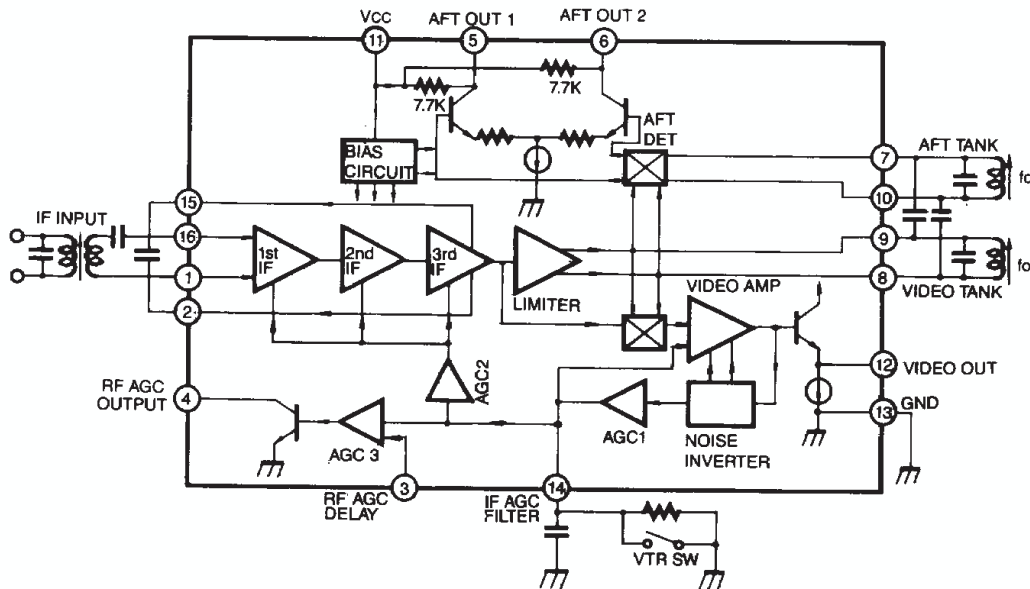 VCC
AFT OUT 1
AFT OUT 2
11
5
6
7.7K
7.7K
AFT
DET
BIAS
CIRCUIT
7
AFT TANK
fo
10
15
IF INPUT
16
1st
IF
2nd
IF
3rd
IF
9
LIMITER
1
8
VIDEO TANK
fo
2
VIDEO AMP
AGC2
12
VIDEO OUT
RF AGC
OUTPUT
4
13
GND
AGC 3
AGC1
NOISE
INVERTER
RF AGC
DELAY
3
IF AGC
FILTER
14
VTR SW